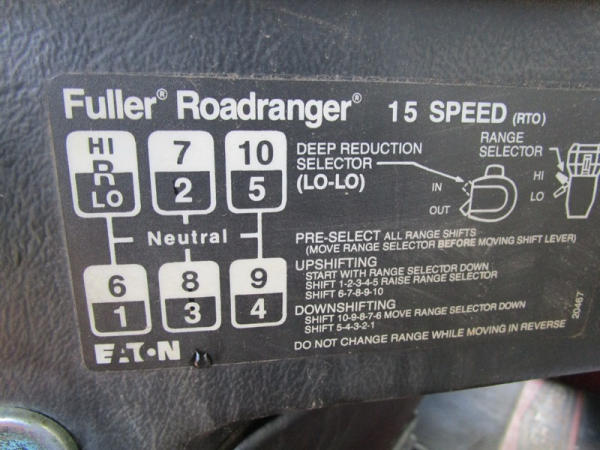 Fuller® Roadranger® 15 SPEED (RTO)
HI 7 10
R
LO 2 5
Neutral
6 8 9
1 3 4
EATON
DEEP REDUCTION
SELECTOR
(LO-LO)
IN
OUT
RANGE
SELECTOR
HI
LO
PRE-SELECT ALL RANGE SHIFTS
(MOVE RANGE SELECTOR BEFORE MOVING SHIFT LEVER)
UPSHIFTING
START WITH RANGE SELECTOR DOWN
SHIFT 1-2-3-4-5 RAISE RANGE SELECTOR
SHIFT 6-7-8-9-10
DOWNSHIFTING
SHIFT 10-9-8-7-6 MOVE RANGE SELECTOR DOWN
SHIFT 5-4-3-2-1
DO NOT CHANGE RANGE WHILE MOVING IN REVERSE
20467